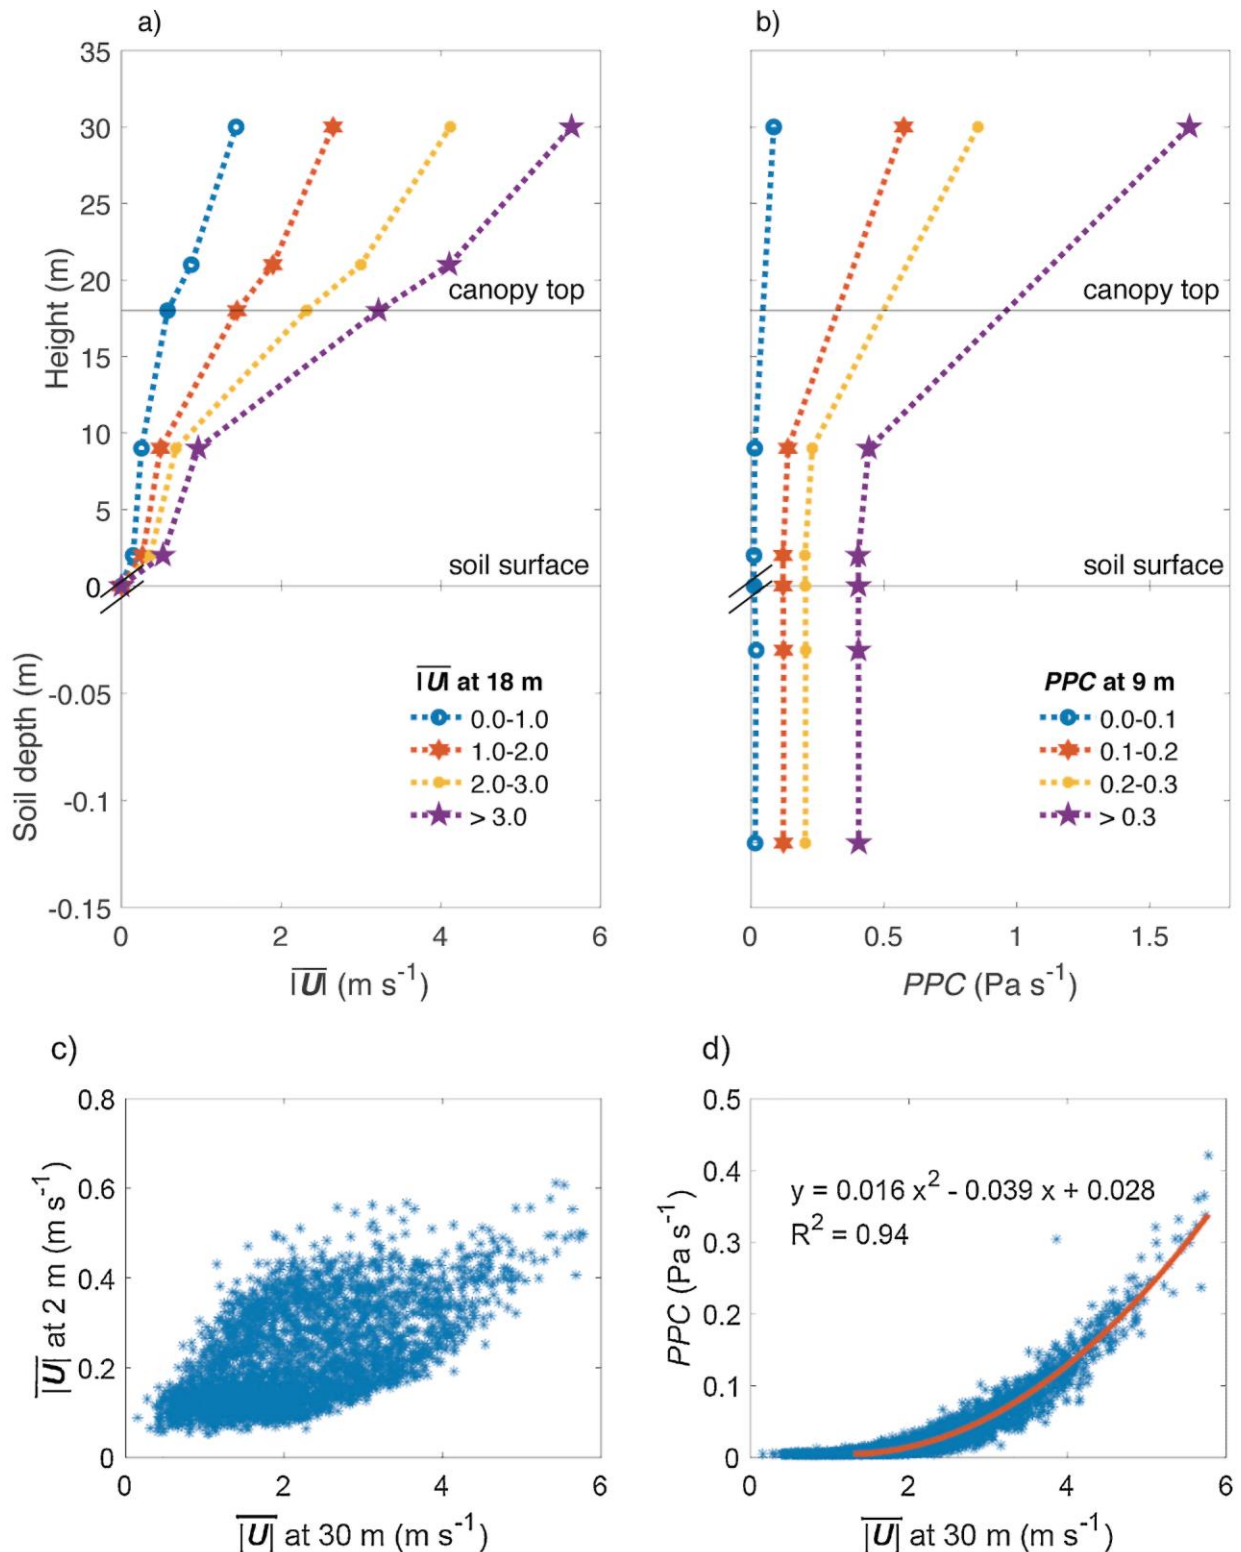 a)
b)
35
30
25
20
15
10
5
0
Height (m)
canopy top
soil surface
canopy top
soil surface
-0.05
-0.1
-0.15
Soil depth (m)
|U̅| at 18 m
0.0-1.0
1.0-2.0
2.0-3.0
> 3.0
PPC at 9 m
0.0-0.1
0.1-0.2
0.2-0.3
> 0.3
0 2 4 6
|U̅| (m s⁻¹)
0 0.5 1 1.5
PPC (Pa s⁻¹)
c)
d)
0.8
0.6
0.4
0.2
0
|U̅| at 2 m (m s⁻¹)
0 2 4 6
|U̅| at 30 m (m s⁻¹)
0.5
0.4
0.3
0.2
0.1
0
PPC (Pa s⁻¹)
y = 0.016 x² - 0.039 x + 0.028
R² = 0.94
0 2 4 6
|U̅| at 30 m (m s⁻¹)